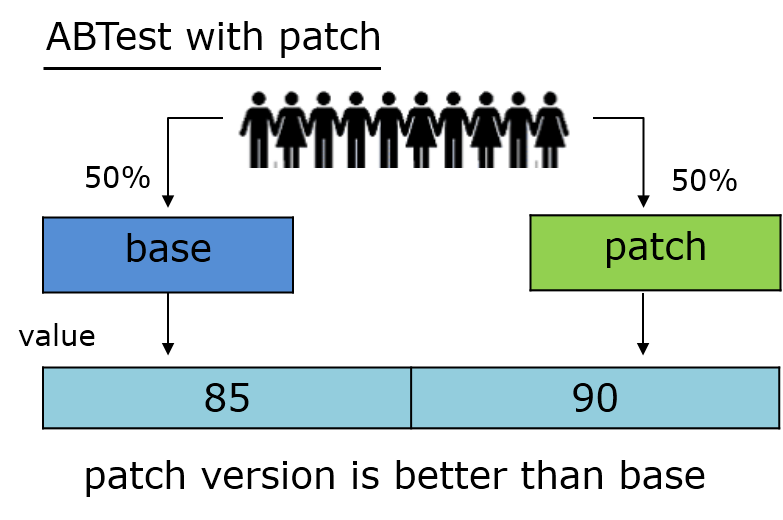 ABTest with patch
50%
50%
base
patch
value
85
90
patch version is better than base